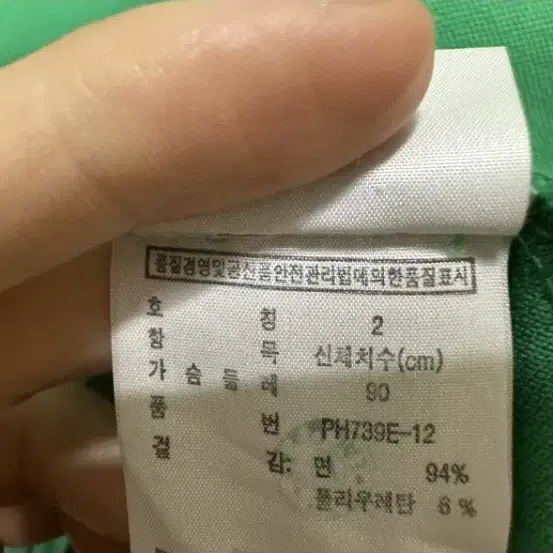 품질경영및공산품안전관리법에의한품질표시
호 칭 2
항 목 신체치수(cm)
가 슴 둘 레 90
품 번 PH739E-12
겉 감: 면 94%
폴리우레탄 6%